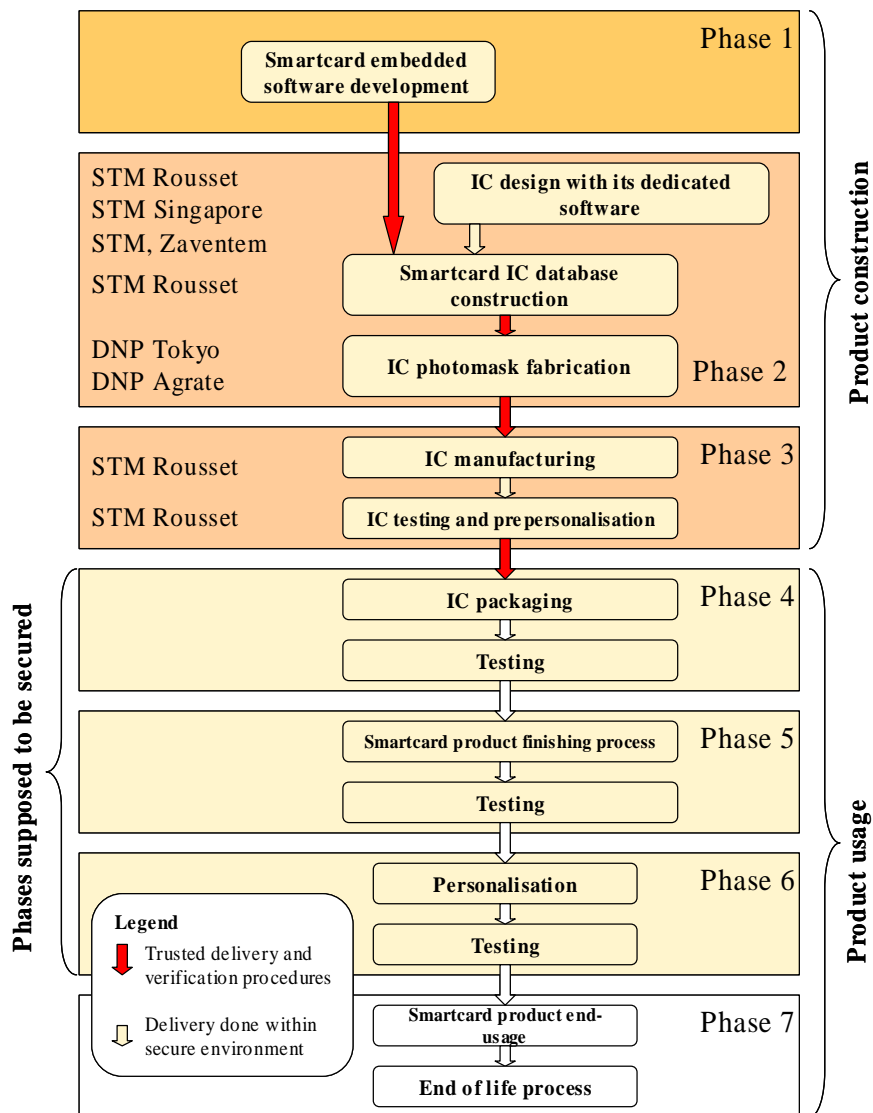 Phase 1
Smartcard embedded
software development
STM Rousset
STM Singapore
STM, Zaventem
STM Rousset
IC design with its dedicated
software
Smartcard IC database
construction
DNP Tokyo
DNP Agrate
IC photomask fabrication
Phase 2
Product construction
Phase 3
STM Rousset
IC manufacturing
STM Rousset
IC testing and prepersonalisation
Phase 4
IC packaging
Testing
Phases supposed to be secured
Phase 5
Smartcard product finishing process
Testing
Phase 6
Personalisation
Testing
Product usage
Legend
Trusted delivery and
verification procedures
Delivery done within
secure environment
Phase 7
Smartcard product end-
usage
End of life process